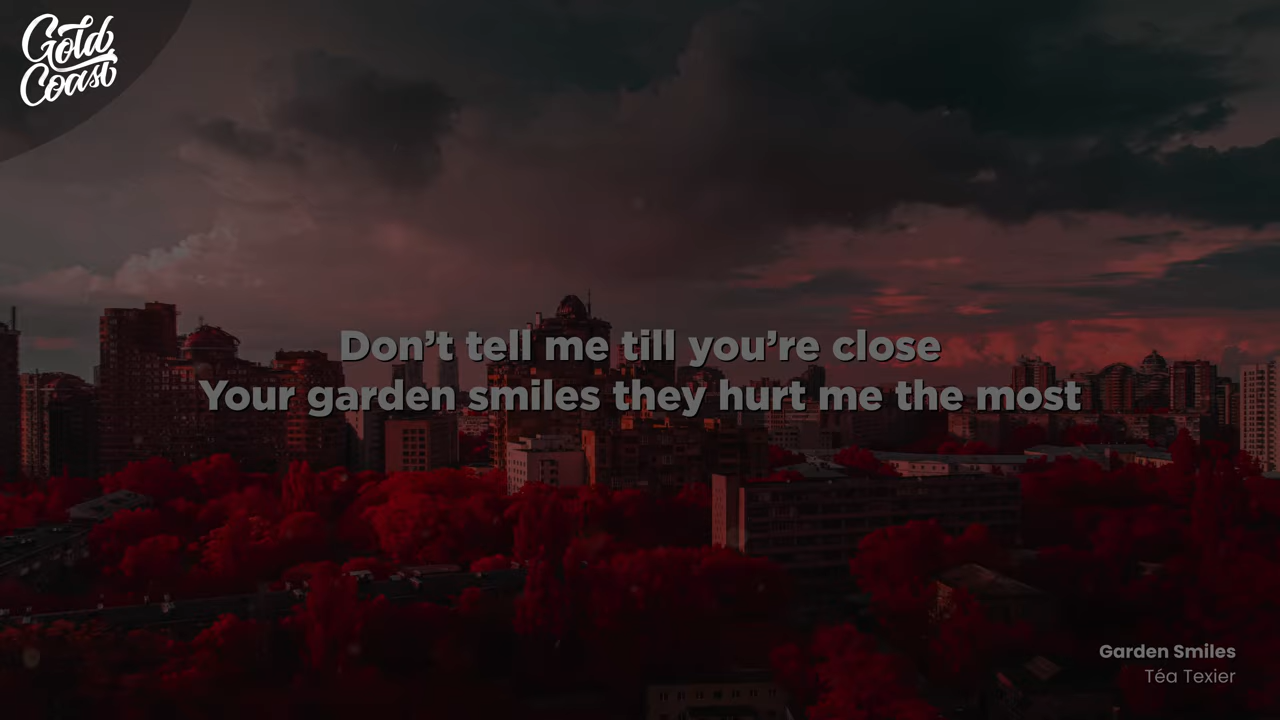 Gold
Coast
Don’t tell me till you’re close
Your garden smiles they hurt me the most
Garden Smiles
Téa Texier